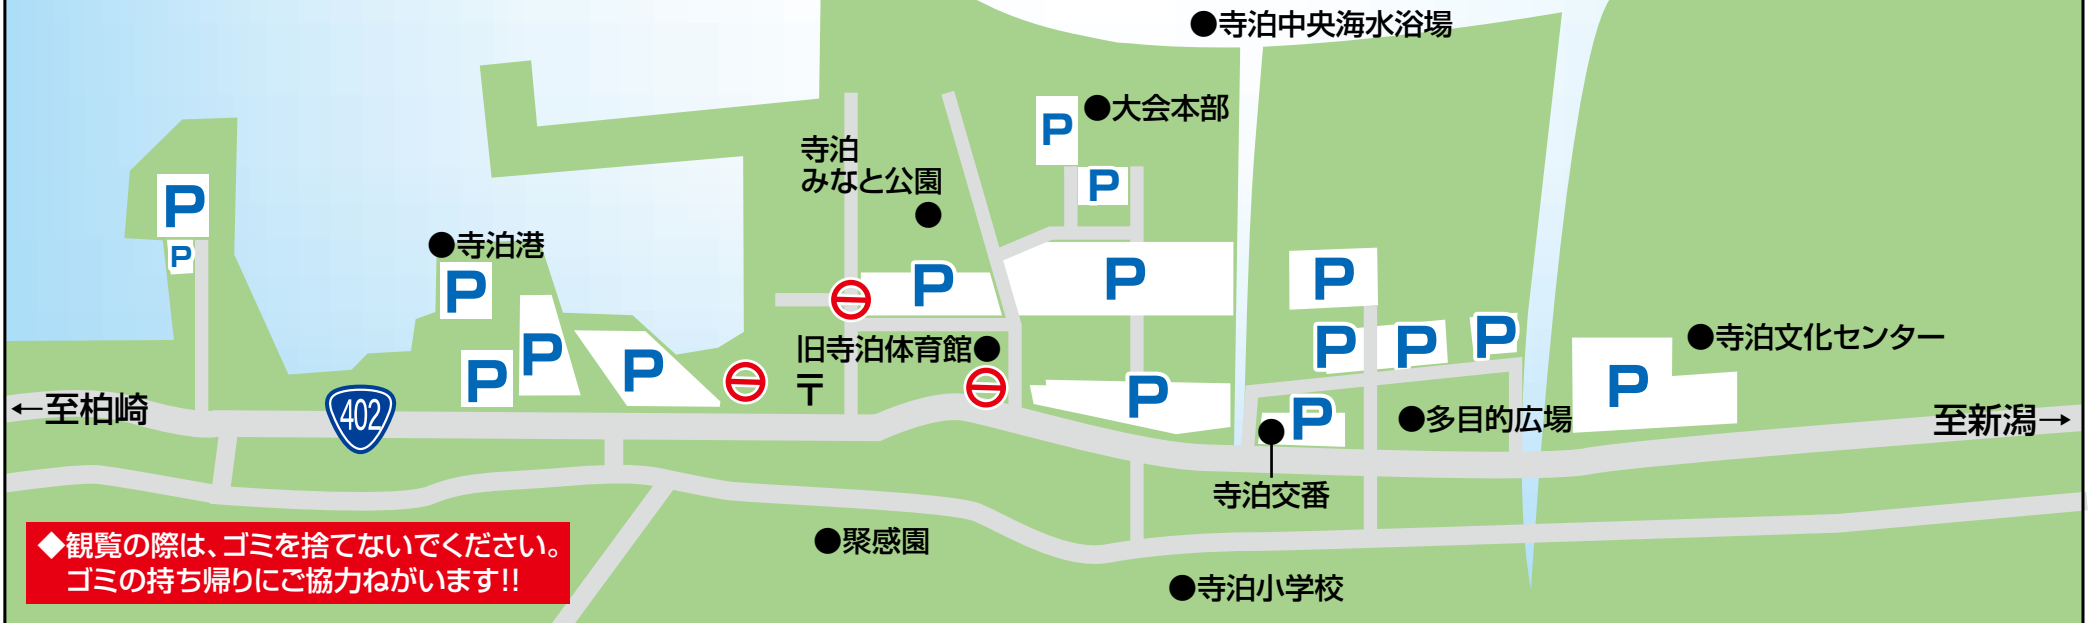 ●寺泊中央海水浴場
●大会本部
P
寺泊
みなと公園
P
P
P
●寺泊港
P
P
P
P
P
P
P
P
P
P
P
P
P
P
旧寺泊体育館●
〒
●寺泊文化センター
←至柏崎
402
P
●多目的広場
至新潟→
寺泊交番
●聚感園
◆観覧の際は、ゴミを捨てないでください。
ゴミの持ち帰りにご協力ねがいます!!
●寺泊小学校